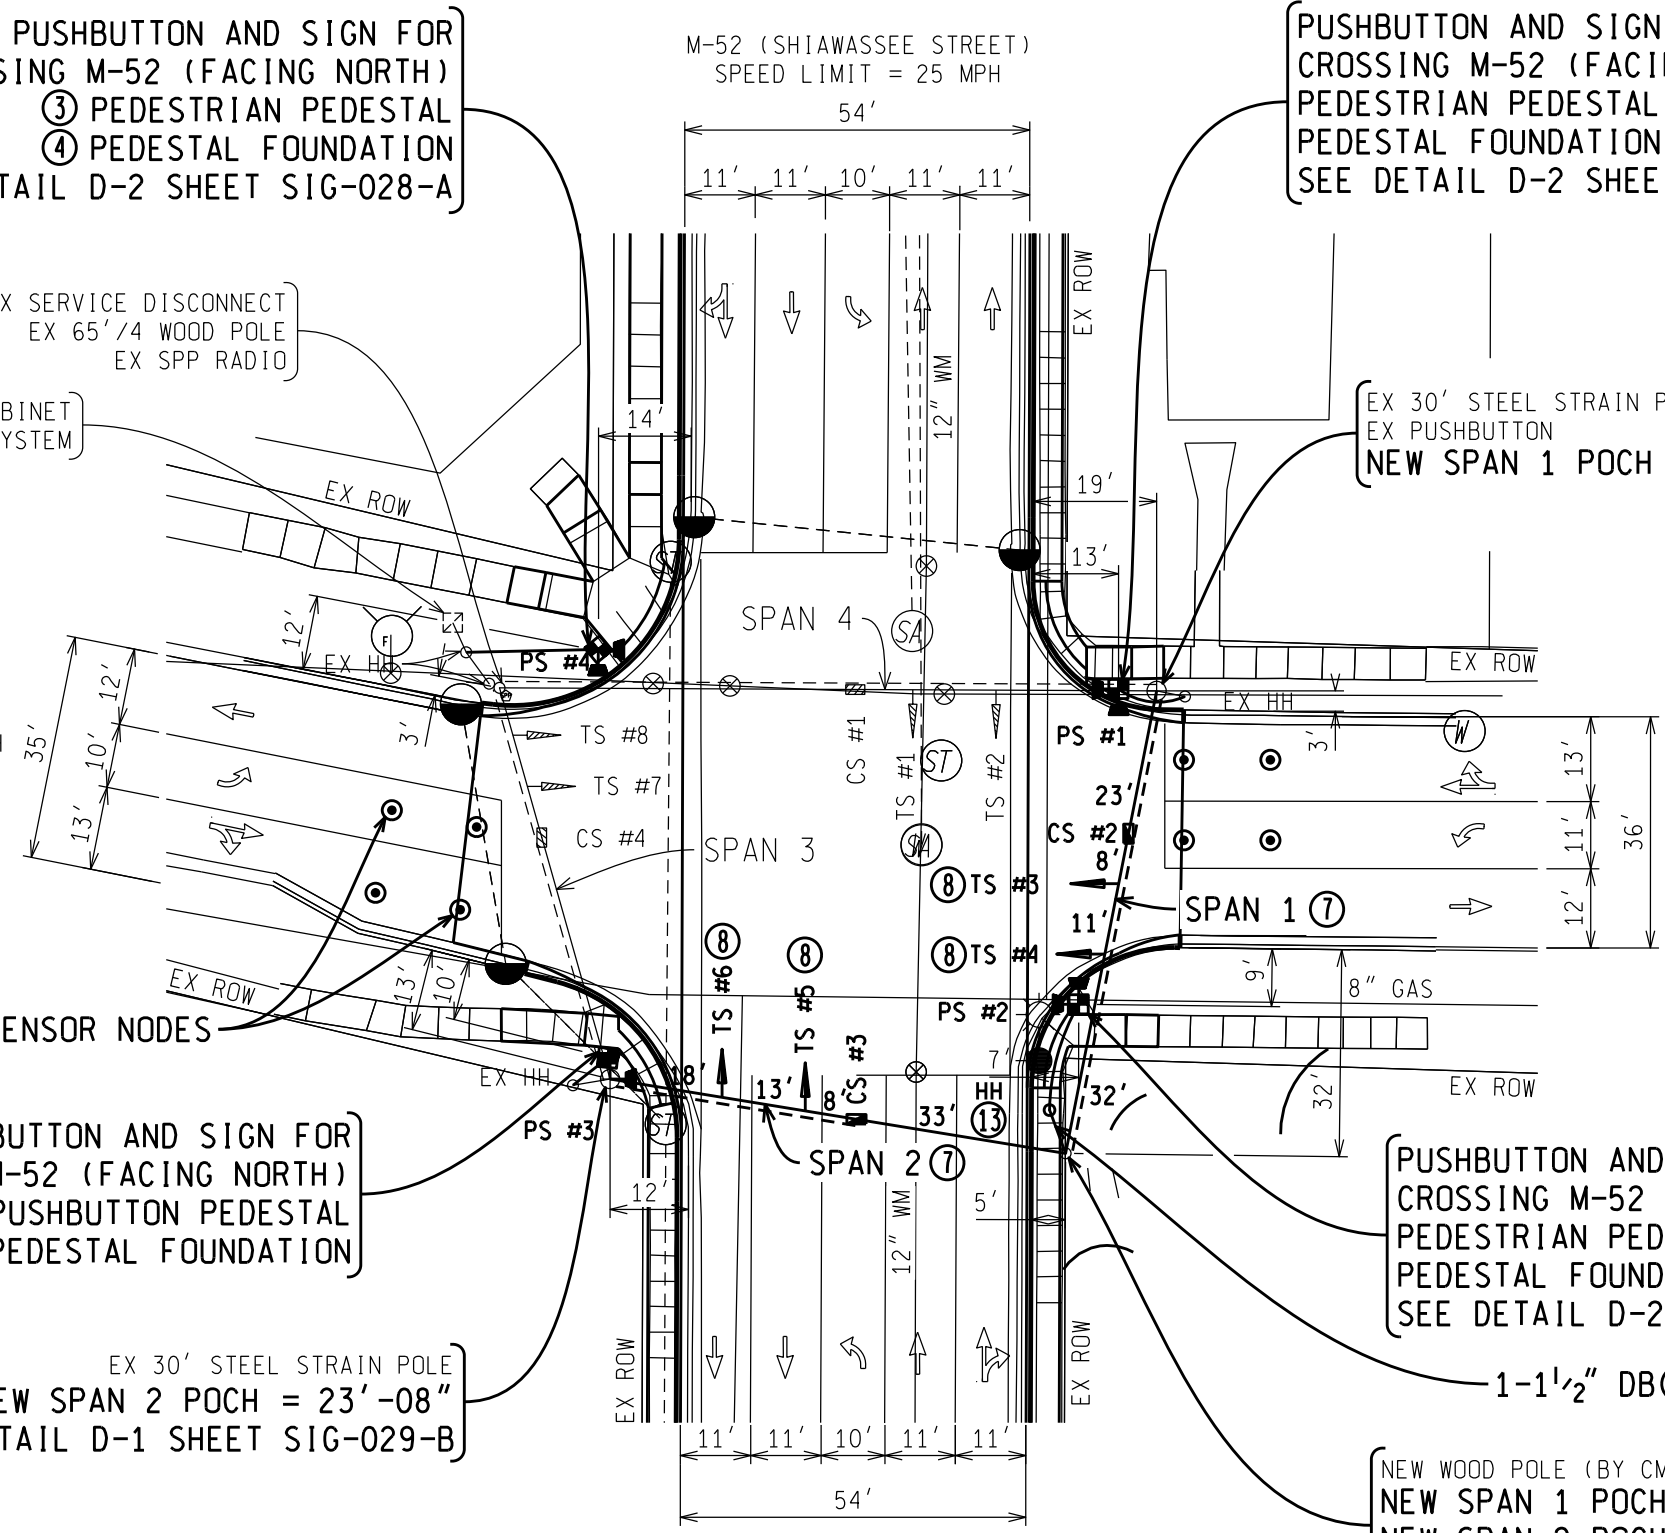 PUSHBUTTON AND SIGN FOR
SING M-52 (FACING NORTH)
③ PEDESTRIAN PEDESTAL
④ PEDESTAL FOUNDATION
TAIL D-2 SHEET SIG-028-A
M-52 (SHIAWASSEE STREET)
SPEED LIMIT = 25 MPH
54'
11' 11' 10' 11' 11'
PUSHBUTTON AND SIGN
CROSSING M-52 (FACI
PEDESTRIAN PEDESTAL
PEDESTAL FOUNDATION
SEE DETAIL D-2 SHEE
X SERVICE DISCONNECT
EX 65'/4 WOOD POLE
EX SPP RADIO
BINET
YSTEM
EX ROW
12" WM
14'
EX 30' STEEL STRAIN P
EX PUSHBUTTON
NEW SPAN 1 POCH
EX ROW
19'
13'
ST
SPAN 4
SA
12'
F
EX HH
PS #4
EX ROW
EX HH
35'
12'
10'
13'
3'
TS #8
TS #7
CS #4
CS #1
TS #1
ST
TS #2
PS #1
3'
W
13'
11'
12'
36'
23'
CS #2
8'
SPAN 3
SA
⑧ TS #3
11'
SPAN 1 ⑦
⑧ TS #4
⑧
TS #6
⑧
TS #5
EX ROW
13'
10'
9'
8" GAS
PS #2
ENSOR NODES
CS #3
7'
EX HH
18'
13'
8'
33'
HH
⑬
32'
32'
EX ROW
PS #3
ST
SPAN 2 ⑦
BUTTON AND SIGN FOR
M-52 (FACING NORTH)
PUSHBUTTON PEDESTAL
PEDESTAL FOUNDATION
12'
12" WM
5'
PUSHBUTTON AND
CROSSING M-52
PEDESTRIAN PED
PEDESTAL FOUND
SEE DETAIL D-2
EX 30' STEEL STRAIN POLE
EW SPAN 2 POCH = 23'-08"
TAIL D-1 SHEET SIG-029-B
EX ROW
EX ROW
1-1½" DB
11' 11' 10' 11' 11'
54'
NEW WOOD POLE (BY CM
NEW SPAN 1 POCH